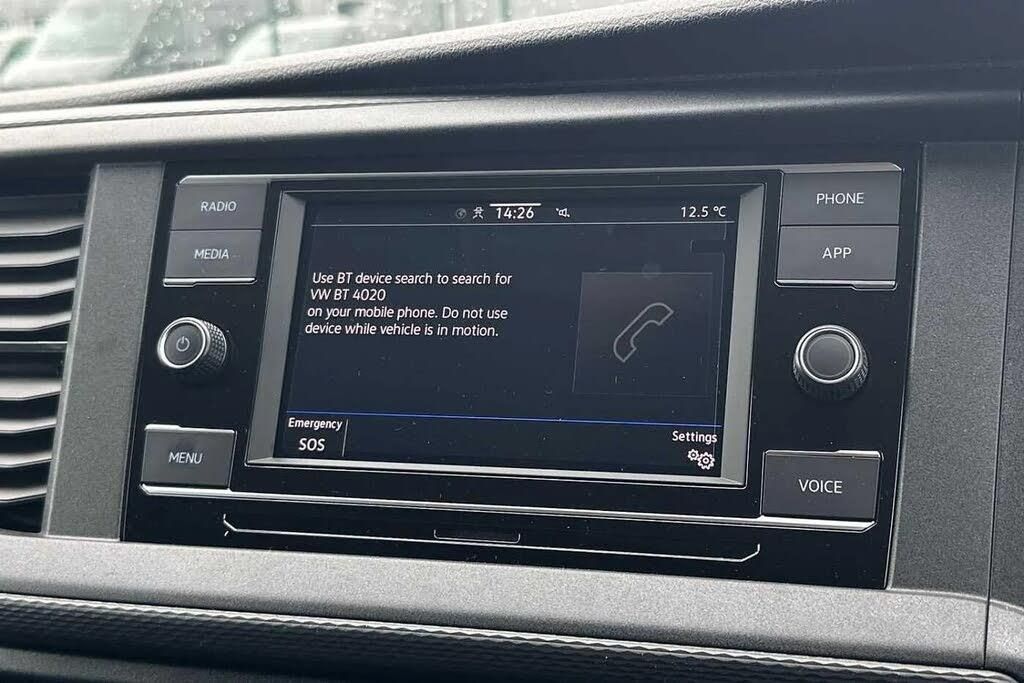 RADIO
MEDIA
MENU
14:26
12.5 °C
Use BT device search to search for
VW BT 4020
on your mobile phone. Do not use
device while vehicle is in motion.
Emergency
SOS
Settings
PHONE
APP
VOICE